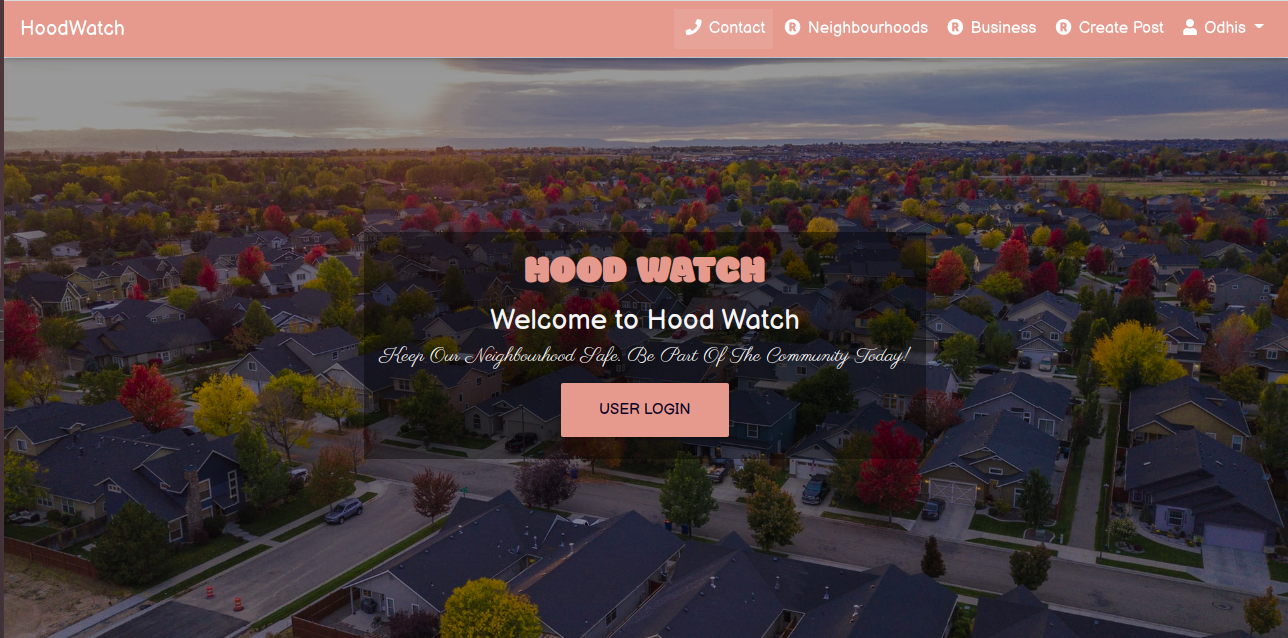 HoodWatch
Contact Neighbourhoods Business Create Post Odhis
HOOD WATCH
Welcome to Hood Watch
Keep Our Neighbourhood Safe. Be Part Of The Community Today!
USER LOGIN